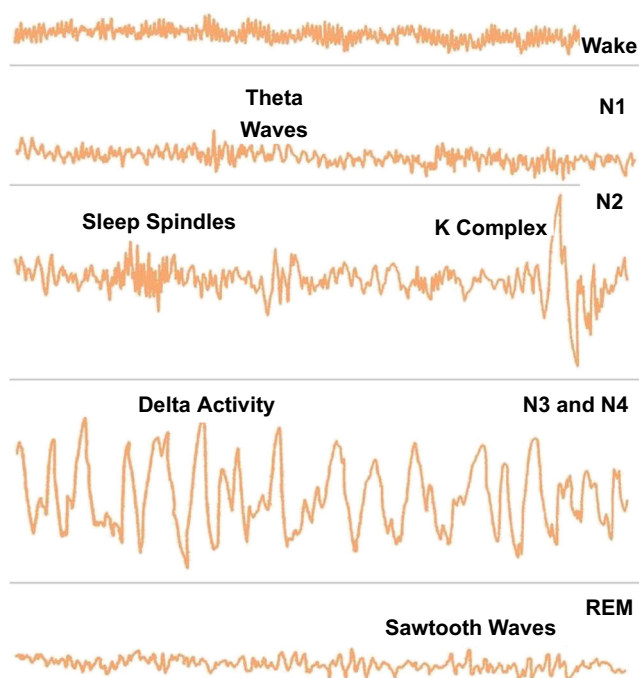 Wake
Theta
Waves
N1
N2
Sleep Spindles
K Complex
Delta Activity
N3 and N4
REM
Sawtooth Waves